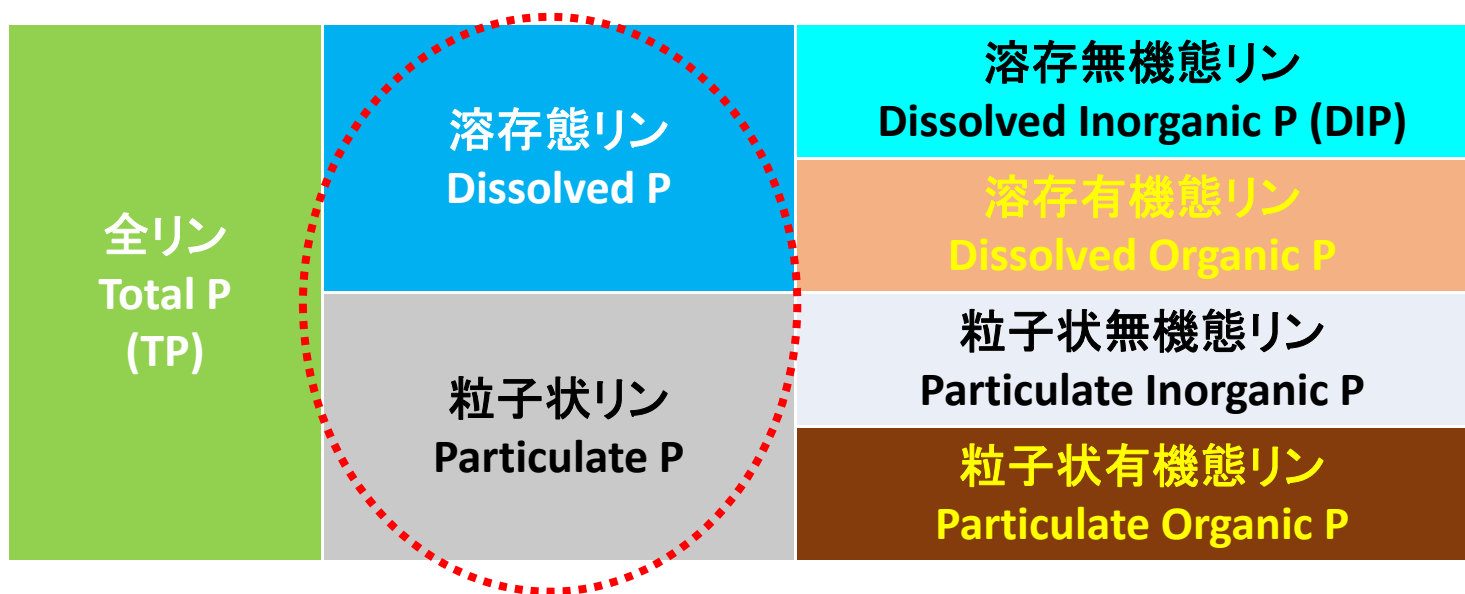 全リン
Total P
(TP)
溶存態リン
Dissolved P
粒子状リン
Particulate P
溶存無機態リン
Dissolved Inorganic P (DIP)
溶存有機態リン
Dissolved Organic P
粒子状無機態リン
Particulate Inorganic P
粒子状有機態リン
Particulate Organic P